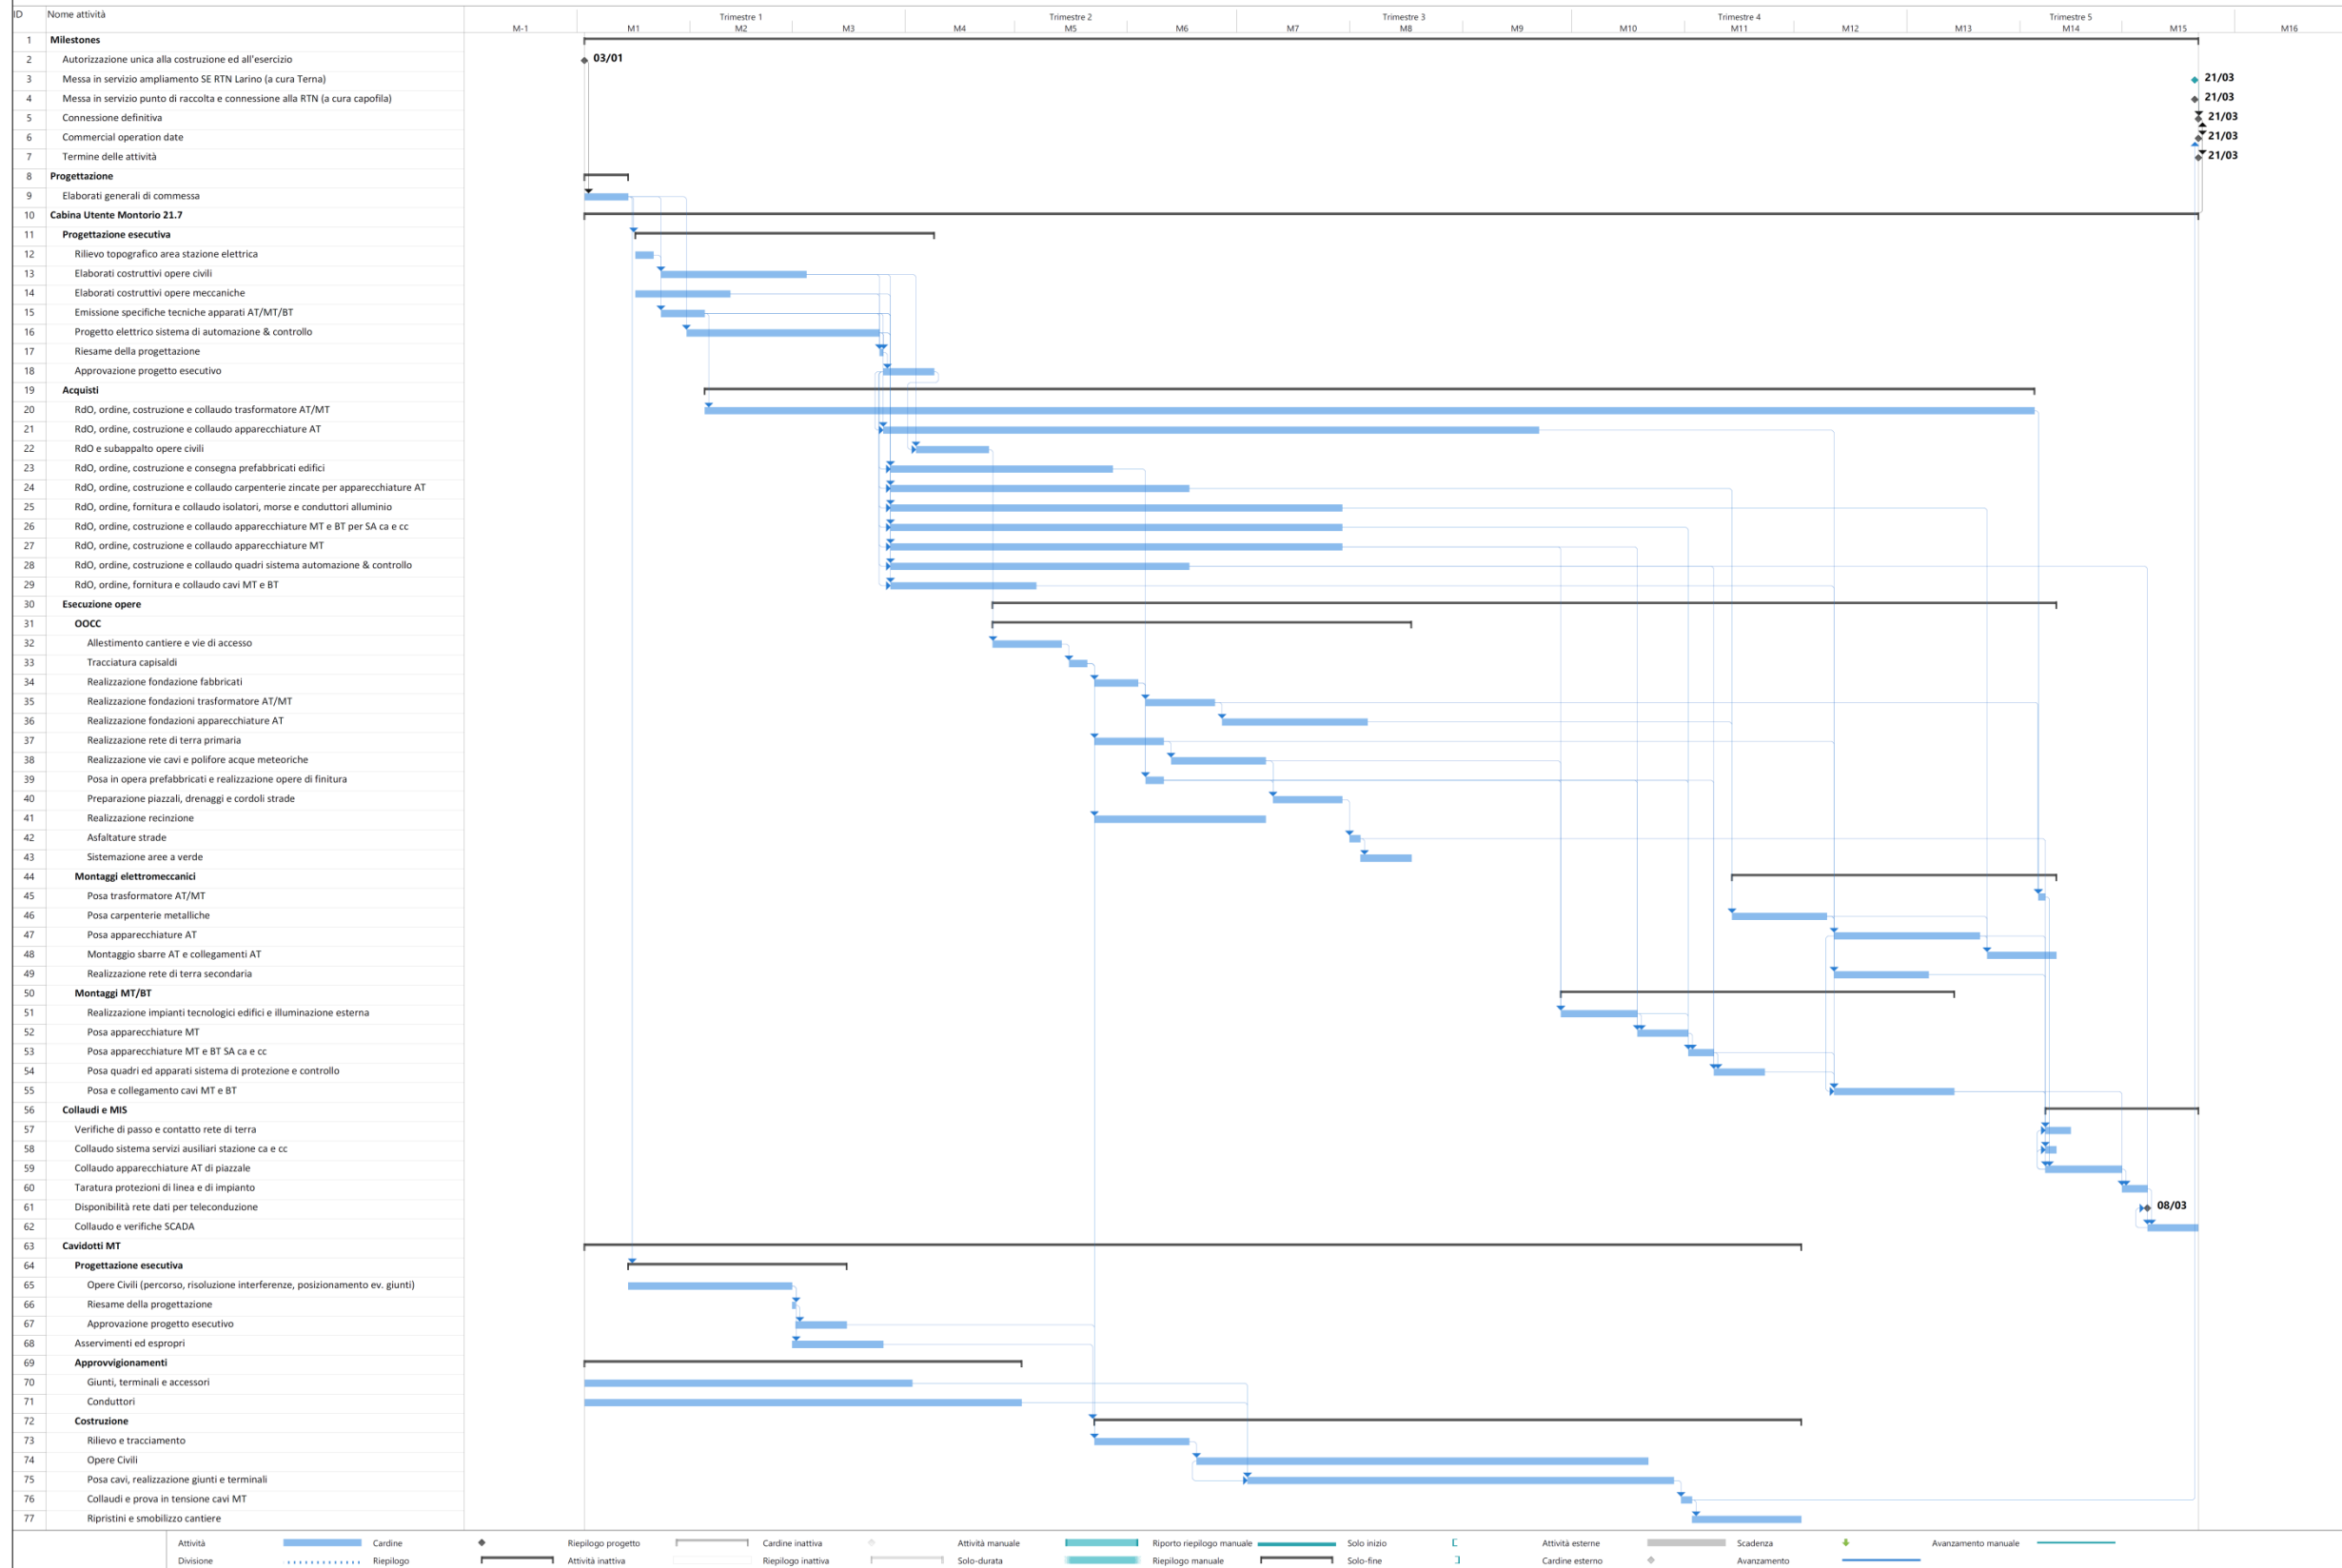 ID Nome attività
Trimestre 1 Trimestre 2 Trimestre 3 Trimestre 4 Trimestre 5
M-1 M1 M2 M3 M4 M5 M6 M7 M8 M9 M10 M11 M12 M13 M14 M15 M16
1 Milestones
2 Autorizzazione unica alla costruzione ed all'esercizio 03/01
3 Messa in servizio ampliamento SE RTN Larino (a cura Terna) 21/03
4 Messa in servizio punto di raccolta e connessione alla RTN (a cura capofila) 21/03
5 Connessione definitiva 21/03
6 Commercial operation date 21/03
7 Termine delle attività 21/03
8 Progettazione
9 Elaborati generali di commessa
10 Cabina Utente Montorio 21.7
11 Progettazione esecutiva
12 Rilievo topografico area stazione elettrica
13 Elaborati costruttivi opere civili
14 Elaborati costruttivi opere meccaniche
15 Emissione specifiche tecniche apparati AT/MT/BT
16 Progetto elettrico sistema di automazione & controllo
17 Riesame della progettazione
18 Approvazione progetto esecutivo
19 Acquisti
20 RdO, ordine, costruzione e collaudo trasformatore AT/MT
21 RdO, ordine, costruzione e collaudo apparecchiature AT
22 RdO e subappalto opere civili
23 RdO, ordine, costruzione e consegna prefabbricati edifici
24 RdO, ordine, costruzione e collaudo carpenterie zincate per apparecchiature AT
25 RdO, ordine, fornitura e collaudo isolatori, morse e conduttori alluminio
26 RdO, ordine, costruzione e collaudo apparecchiature MT e BT per SA ca e cc
27 RdO, ordine, costruzione e collaudo apparecchiature MT
28 RdO, ordine, costruzione e collaudo quadri sistema automazione & controllo
29 RdO, ordine, fornitura e collaudo cavi MT e BT
30 Esecuzione opere
31 OOCC
32 Allestimento cantiere e vie di accesso
33 Tracciatura capisaldi
34 Realizzazione fondazione fabbricati
35 Realizzazione fondazioni trasformatore AT/MT
36 Realizzazione fondazioni apparecchiature AT
37 Realizzazione rete di terra primaria
38 Realizzazione vie cavi e polifore acque meteoriche
39 Posa in opera prefabbricati e realizzazione opere di finitura
40 Preparazione piazzali, drenaggi e cordoli strade
41 Realizzazione recinzione
42 Asfaltature strade
43 Sistemazione aree a verde
44 Montaggi elettromeccanici
45 Posa trasformatore AT/MT
46 Posa carpenterie metalliche
47 Posa apparecchiature AT
48 Montaggio sbarre AT e collegamenti AT
49 Realizzazione rete di terra secondaria
50 Montaggi MT/BT
51 Realizzazione impianti tecnologici edifici e illuminazione esterna
52 Posa apparecchiature MT
53 Posa apparecchiature MT e BT SA ca e cc
54 Posa quadri ed apparati sistema di protezione e controllo
55 Posa e collegamento cavi MT e BT
56 Collaudi e MIS
57 Verifiche di passo e contatto rete di terra
58 Collaudo sistema servizi ausiliari stazione ca e cc
59 Collaudo apparecchiature AT di piazzale
60 Taratura protezioni di linea e di impianto
61 Disponibilità rete dati per teleconduzione 08/03
62 Collaudo e verifiche SCADA
63 Cavidotti MT
64 Progettazione esecutiva
65 Opere Civili (percorso, risoluzione interferenze, posizionamento ev. giunti)
66 Riesame della progettazione
67 Approvazione progetto esecutivo
68 Asservimenti ed espropri
69 Approvvigionamenti
70 Giunti, terminali e accessori
71 Conduttori
72 Costruzione
73 Rilievo e tracciamento
74 Opere Civili
75 Posa cavi, realizzazione giunti e terminali
76 Collaudi e prova in tensione cavi MT
77 Ripristini e smobilizzo cantiere
Attività Cardine Riepilogo progetto Cardine inattiva Attività manuale Riporto riepilogo manuale Solo inizio Attività esterne Scadenza Avanzamento manuale
Divisione Riepilogo Attività inattiva Riepilogo inattiva Solo-durata Riepilogo manuale Solo-fine Cardine esterno Avanzamento